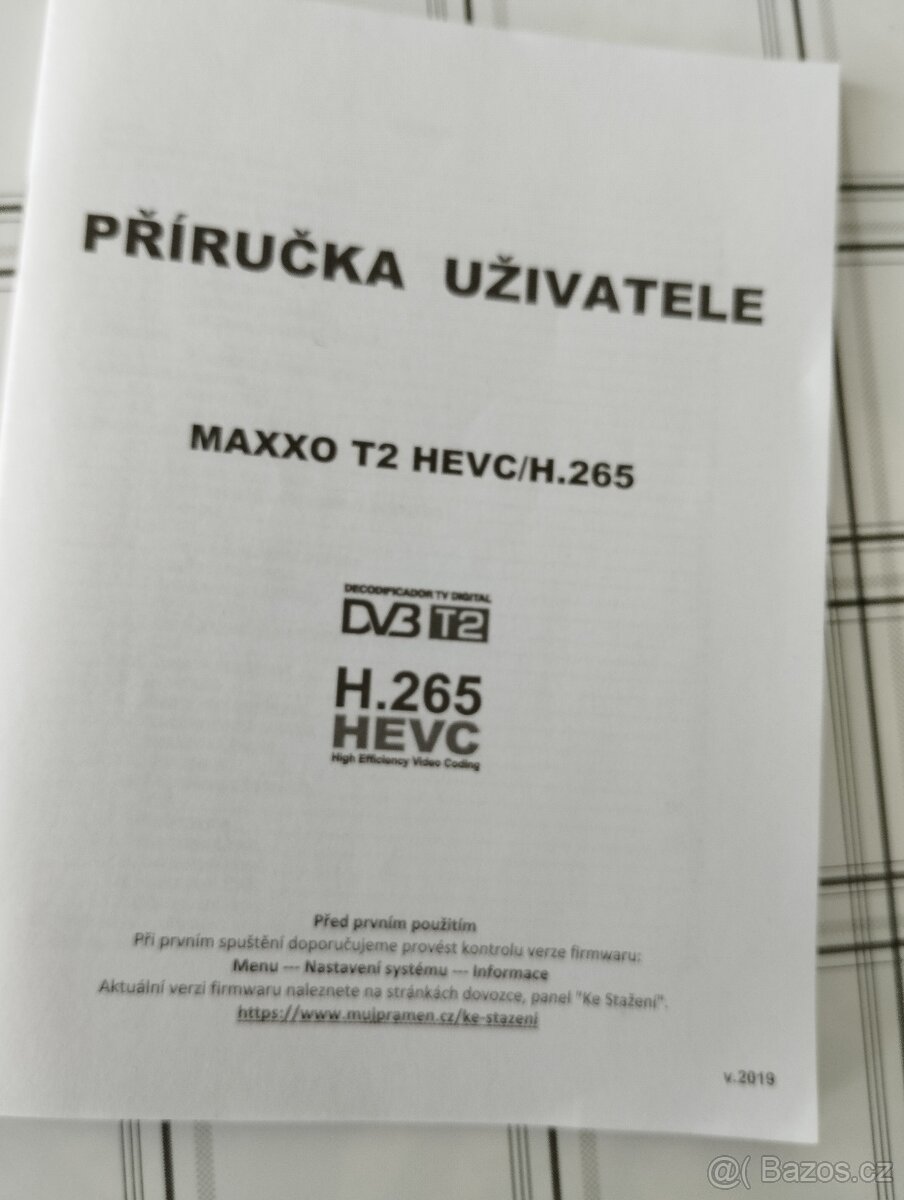 PŘÍRUČKA UŽIVATELE
MAXXO T2 HEVC/H.265
DECODIFICADOR TV DIGITAL
DVB T2
H.265
HEVC
High Efficiency Video Coding
Před prvním použitím
Při prvním spuštění doporučujeme provést kontrolu verze firmwaru:
Menu --- Nastavení systému --- Informace
Aktuální verzi firmwaru naleznete na stránkách dovozce, panel "Ke Stažení".
https://www.mujpramen.cz/ke-stazeni
v.2019
@( Bazos.cz